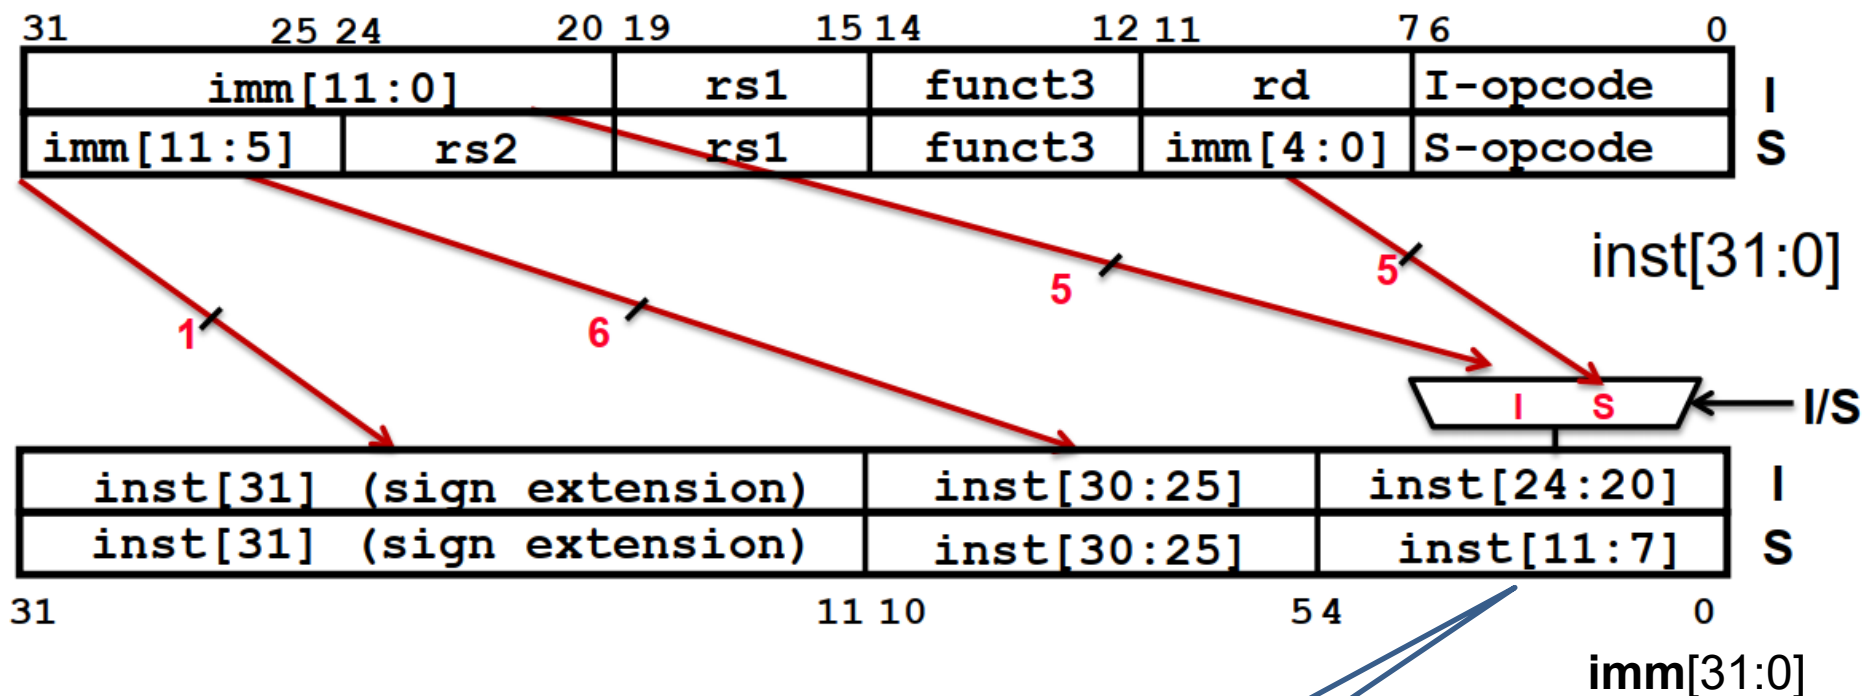 31 25 24 20 19 15 14 12 11 7 6 0
imm[11:0] rs1 funct3 rd I-opcode I
imm[11:5] rs2 rs1 funct3 imm[4:0] S-opcode S
inst[31:0]
1 6 5 5
I S I/S
inst[31] (sign extension) inst[30:25] inst[24:20] I
inst[31] (sign extension) inst[30:25] inst[11:7] S
31 11 10 5 4 0
imm[31:0]